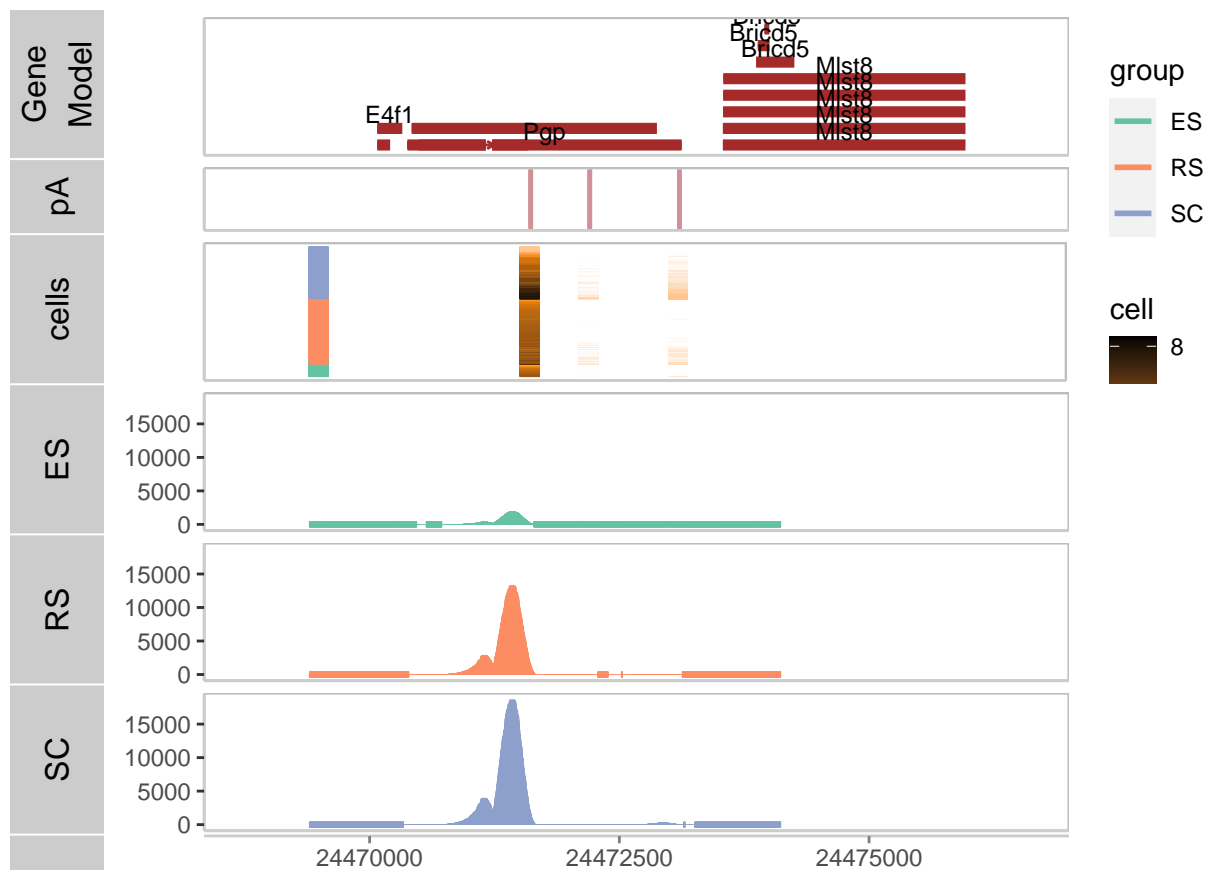 Gene
Model
Bricd5
Bricd5
Bricd5
Mlst8
Mlst8
Mlst8
Mlst8
Mlst8
E4f1
Pgp
group
ES
RS
SC
pA
cells
cell
8
ES
15000
10000
5000
0
RS
15000
10000
5000
0
SC
15000
10000
5000
0
24470000 24472500 24475000